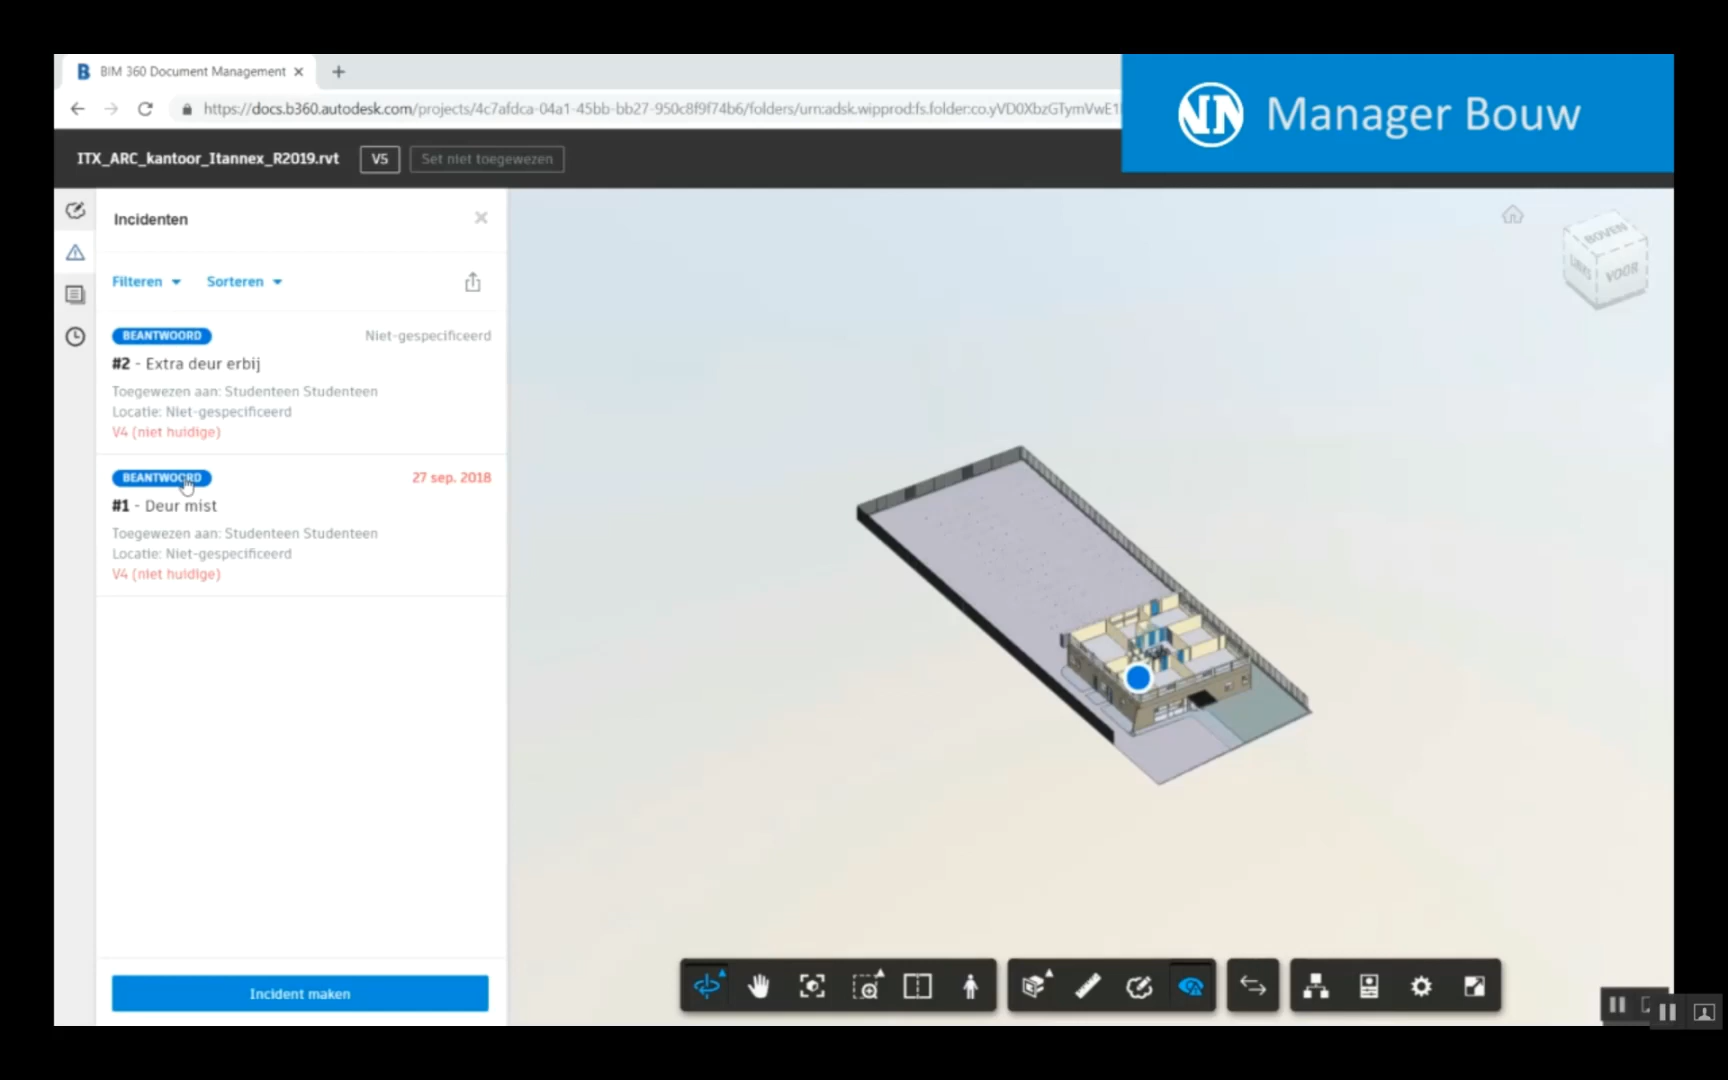 BIM 360 Document Management
https://docs.b360.autodesk.com/projects/4c7afdca-04a1-45bb-bb27-950c8f9f74b6/folders/urn:adsk.wipprod:fs.folder:co.yVD0XbzGTymVwE1
Manager Bouw
ITX_ARC_kantoor_Itannex_R2019.rvt V5 Set niet toegewezen
Incidenten
Filteren Sorteren
BEANTWOORD Niet-gespecificeerd
#2 - Extra deur erbij
Toegewezen aan: Studenteen Studenteen
Locatie: Niet-gespecificeerd
V4 (niet huidige)
BEANTWOORD 27 sep. 2018
#1 - Deur mist
Toegewezen aan: Studenteen Studenteen
Locatie: Niet-gespecificeerd
V4 (niet huidige)
Incident maken
BOVEN
LINKS VOOR